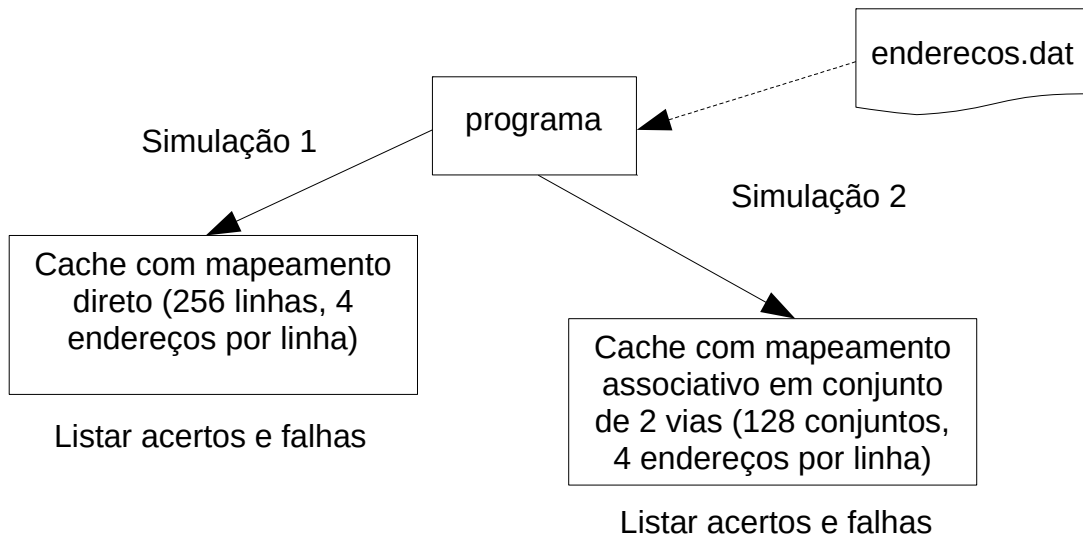 enderecos.dat
programa
Simulação 1
Simulação 2
Cache com mapeamento
direto (256 linhas, 4
endereços por linha)
Listar acertos e falhas
Cache com mapeamento
associativo em conjunto
de 2 vias (128 conjuntos,
4 endereços por linha)
Listar acertos e falhas